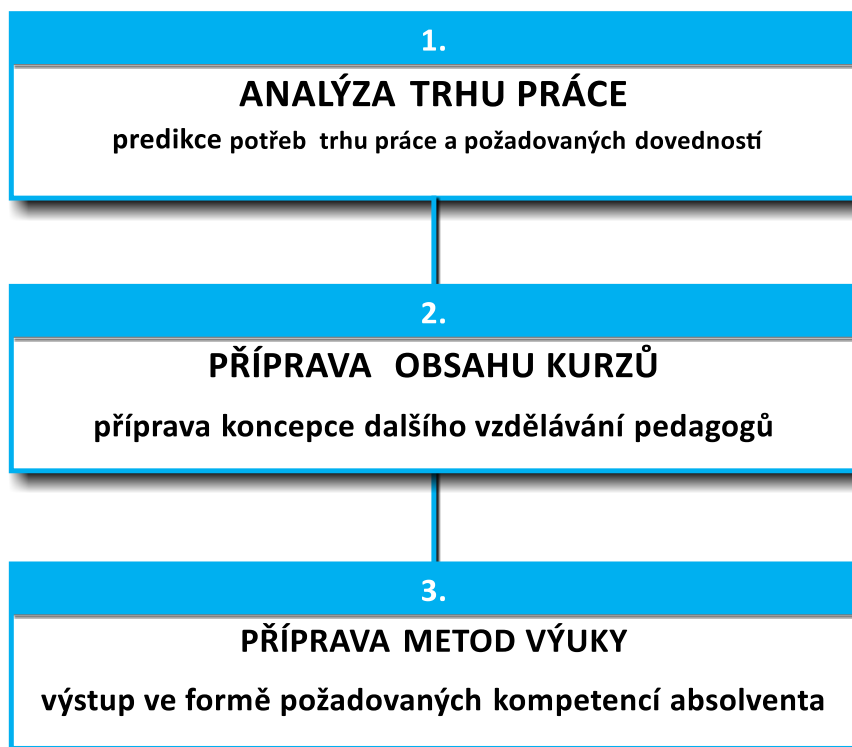 1.
ANALÝZA TRHU PRÁCE
predikce potřeb trhu práce a požadovaných dovedností
2.
PŘÍPRAVA OBSAHU KURZŮ
příprava koncepce dalšího vzdělávání pedagogů
3.
PŘÍPRAVA METOD VÝUKY
výstup ve formě požadovaných kompetencí absolventa